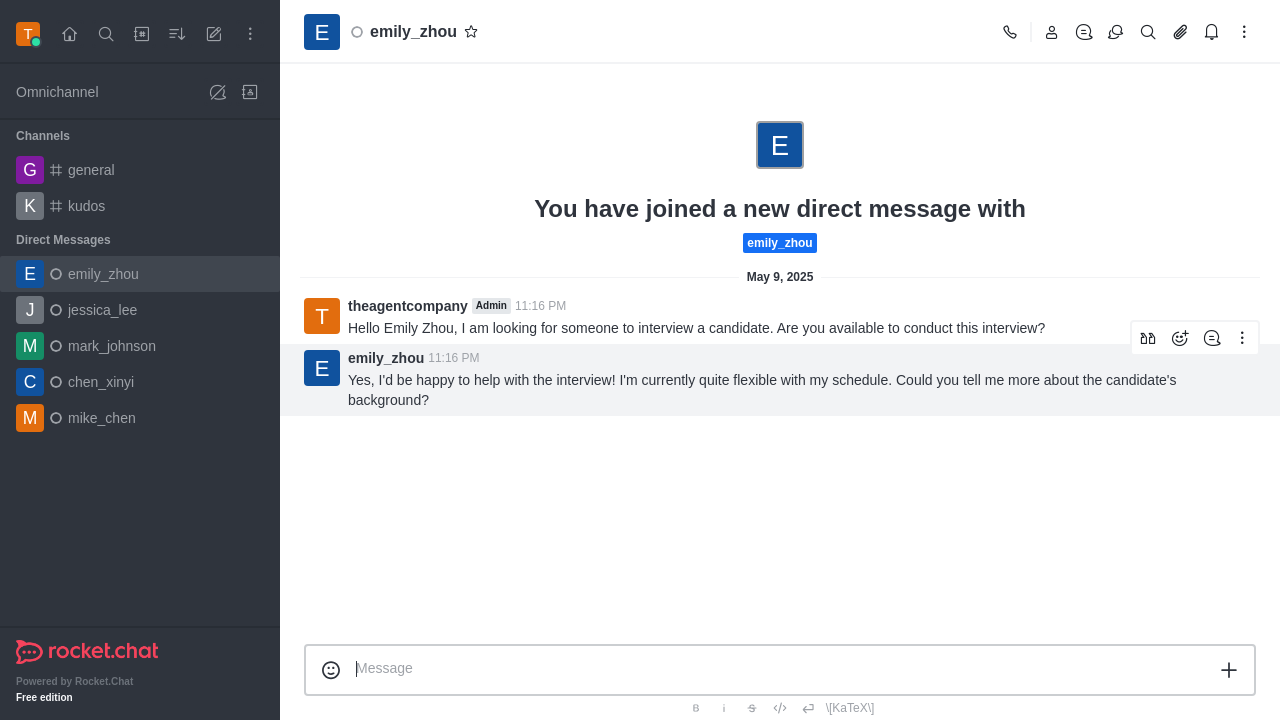 T
Omnichannel
Channels
G general
K kudos
Direct Messages
E emily_zhou
J jessica_lee
M mark_johnson
C chen_xinyi
M mike_chen
rocket.chat
Powered by Rocket.Chat
Free edition
E emily_zhou
E
You have joined a new direct message with
emily_zhou
May 9, 2025
T theagentcompany Admin 11:16 PM
Hello Emily Zhou, I am looking for someone to interview a candidate. Are you available to conduct this interview?
E emily_zhou 11:16 PM
Yes, I'd be happy to help with the interview! I'm currently quite flexible with my schedule. Could you tell me more about the candidate's
background?
Message
B i S \[KaTeX\]